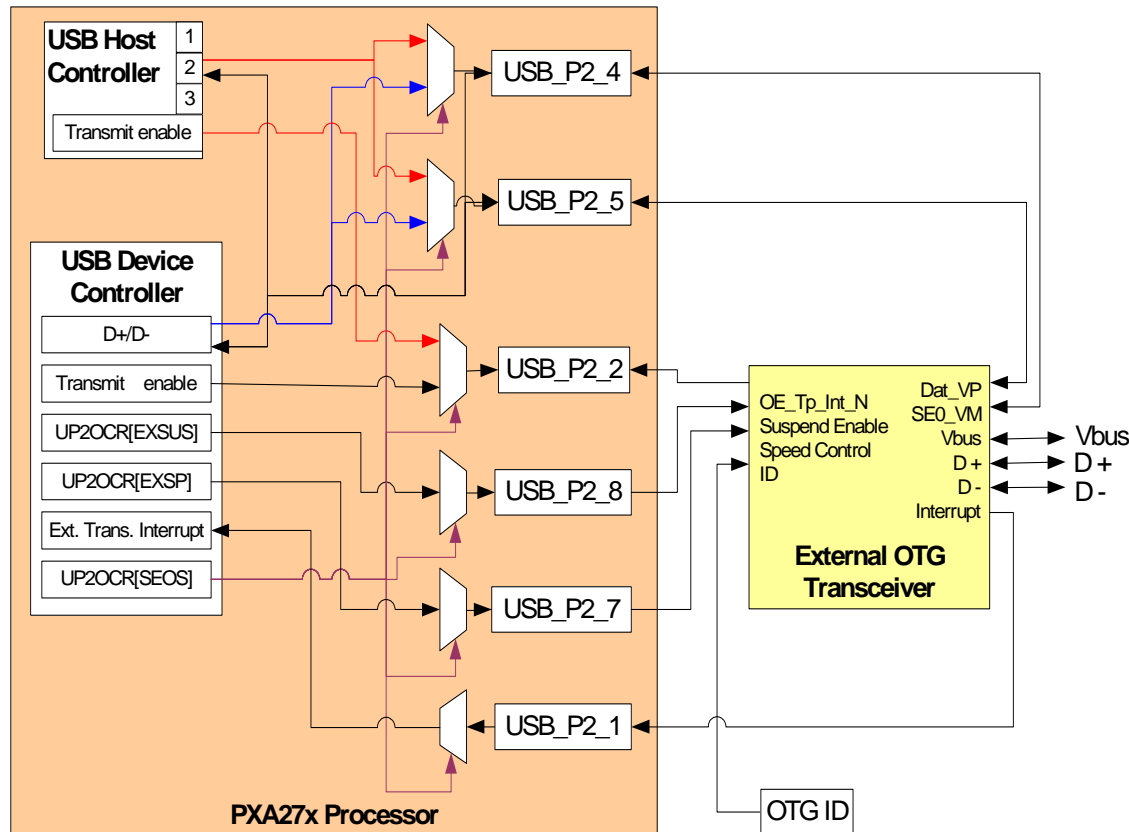 USB Host
Controller
1
2
3
Transmit enable
USB_P2_4
USB_P2_5
USB Device
Controller
D+/D-
Transmit enable
UP2OCR[EXSUS]
UP2OCR[EXSP]
Ext. Trans. Interrupt
UP2OCR[SEOS]
USB_P2_2
USB_P2_8
USB_P2_7
USB_P2_1
PXA27x Processor
OE_Tp_Int_N
Suspend Enable
Speed Control
ID
Dat_VP
SE0_VM
Vbus
D +
D -
Interrupt
External OTG
Transceiver
Vbus
D +
D -
OTG ID